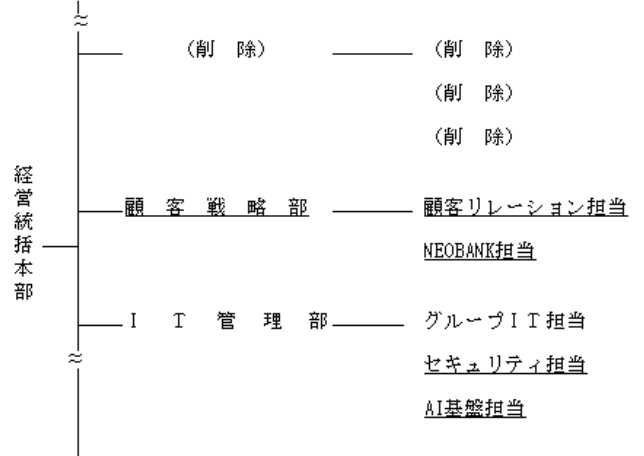 (削 除) (削 除)
(削 除)
(削 除)
経営統括本部
顧 客 戦 略 部 顧客リレーション担当
NEOBANK担当
I T 管 理 部 グループIT担当
セキュリティ担当
AI基盤担当